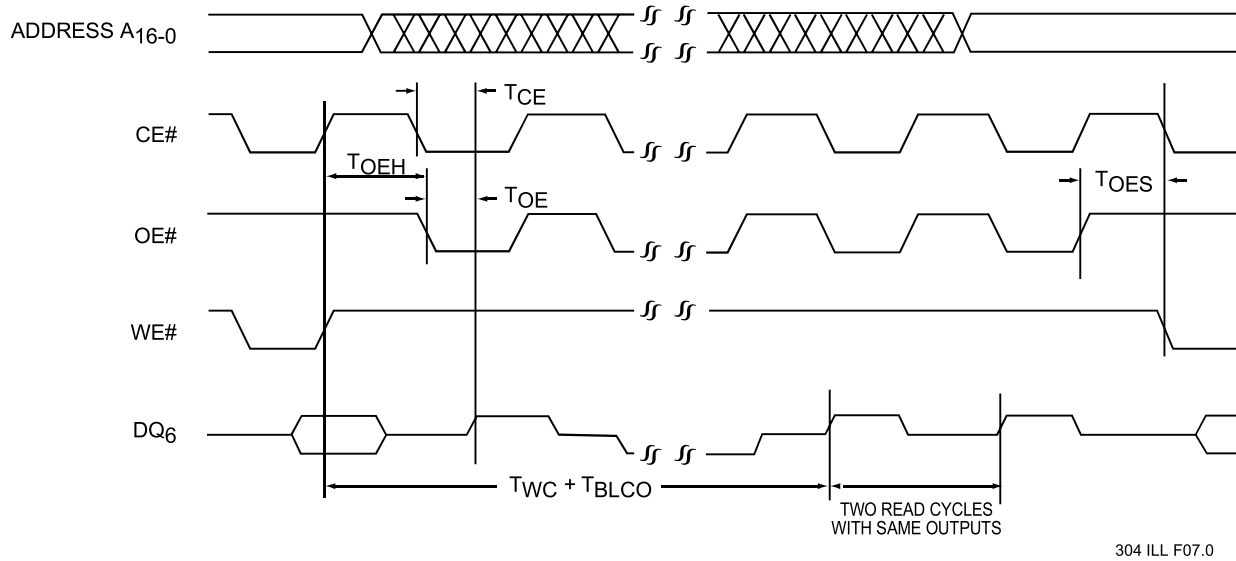 ADDRESS A16-0
TCE
CE#
TOEH
TOE
TOES
OE#
WE#
DQ6
TWC + TBLCO
TWO READ CYCLES
WITH SAME OUTPUTS
304 ILL F07.0